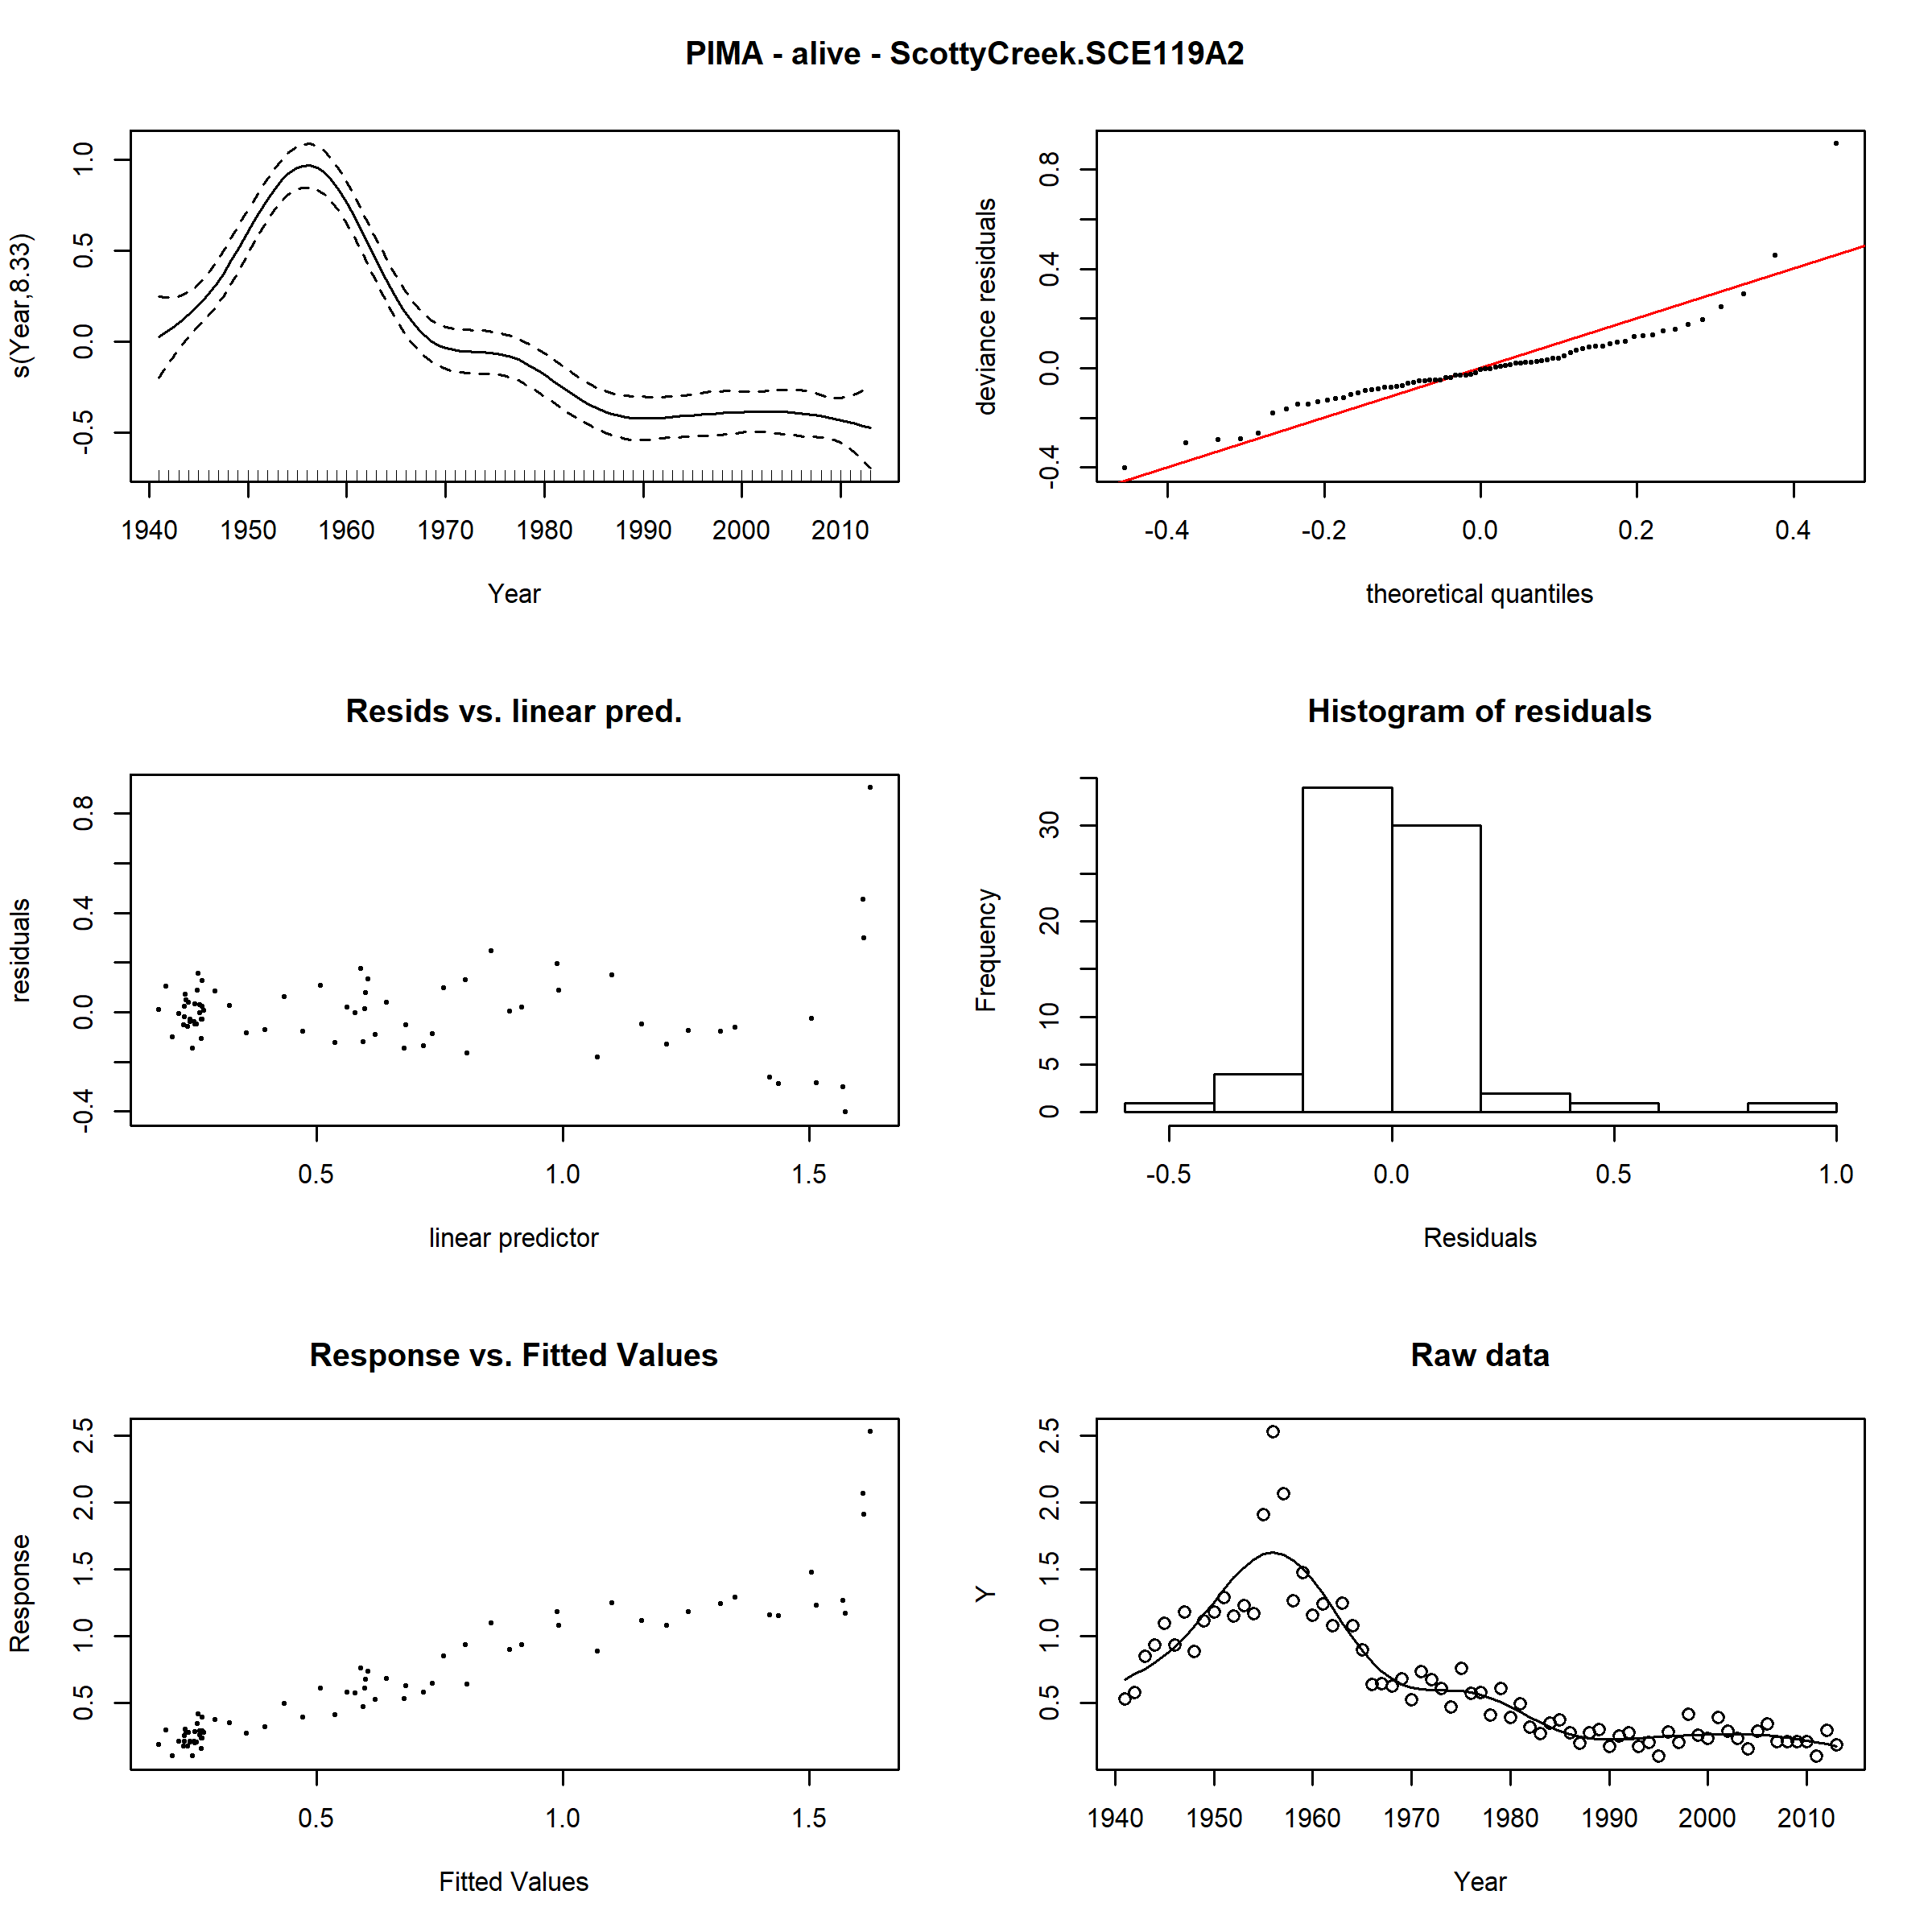 PIMA - alive - ScottyCreek.SCE119A2
s(Year,8.33)
-0.5 0.0 0.5 1.0
1940 1950 1960 1970 1980 1990 2000 2010
Year
deviance residuals
-0.4 0.0 0.4 0.8
-0.4 -0.2 0.0 0.2 0.4
theoretical quantiles
Resids vs. linear pred.
residuals
-0.4 0.0 0.4 0.8
0.5 1.0 1.5
linear predictor
Histogram of residuals
Frequency
0 5 10 20 30
-0.5 0.0 0.5 1.0
Residuals
Response vs. Fitted Values
Response
0.5 1.0 1.5 2.0 2.5
0.5 1.0 1.5
Fitted Values
Raw data
Y
0.5 1.0 1.5 2.0 2.5
1940 1950 1960 1970 1980 1990 2000 2010
Year